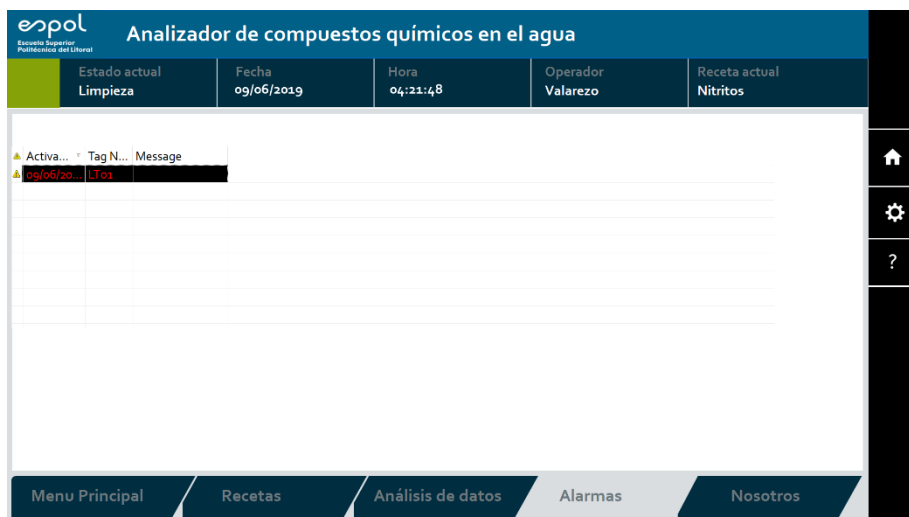 espol
Escuela Superior
Politécnica del Litoral
Analizador de compuestos químicos en el agua
Estado actual
Limpieza
Fecha
09/06/2019
Hora
04:21:48
Operador
Valarezo
Receta actual
Nitritos
Activa... Tag N... Message
09/06/20... LT01
?
Menu Principal
Recetas
Análisis de datos
Alarmas
Nosotros